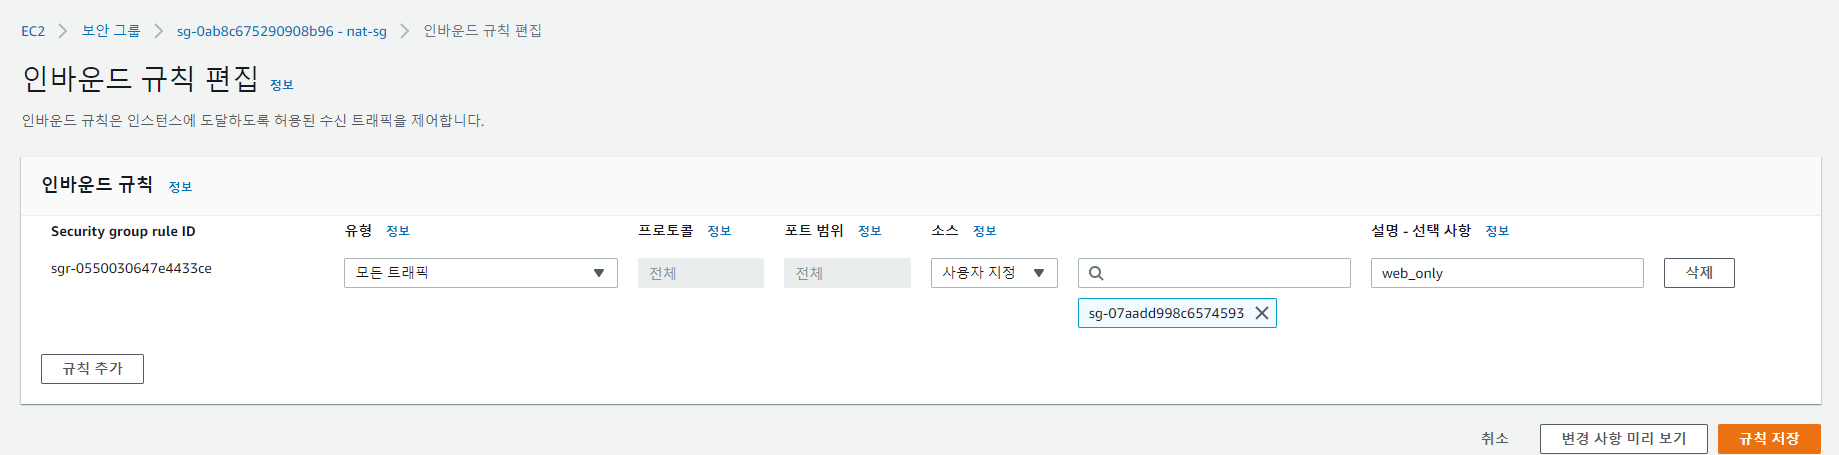 EC2 > 보안 그룹 > sg-0ab8c675290908b96 - nat-sg > 인바운드 규칙 편집
인바운드 규칙 편집 정보
인바운드 규칙은 인스턴스에 도달하도록 허용된 수신 트래픽을 제어합니다.
인바운드 규칙 정보
Security group rule ID 유형 정보 프로토콜 정보 포트 범위 정보 소스 정보 설명 - 선택 사항 정보
sgr-0550030647e4433ce 모든 트래픽 전체 전체 사용자 지정 web_only 삭제
sg-07aadd998c6574593
규칙 추가
취소 변경 사항 미리 보기 규칙 저장